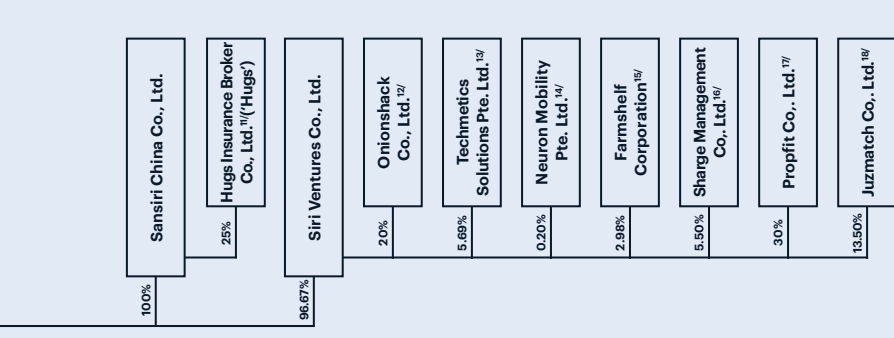 Sansiri China Co., Ltd.
100%
Hugs Insurance Broker
Co., Ltd.11/('Hugs')
25%
Siri Ventures Co., Ltd.
96.67%
Onionshack
Co., Ltd.12/
20%
Techmetics
Solutions Pte. Ltd.13/
5.69%
Neuron Mobility
Pte. Ltd.14/
0.20%
Farmshelf
Corporation15/
2.98%
Sharge Management
Co,. Ltd.16/
5.50%
Propfit Co,. Ltd.17/
30%
Juzmatch Co,. Ltd.18/
13.50%